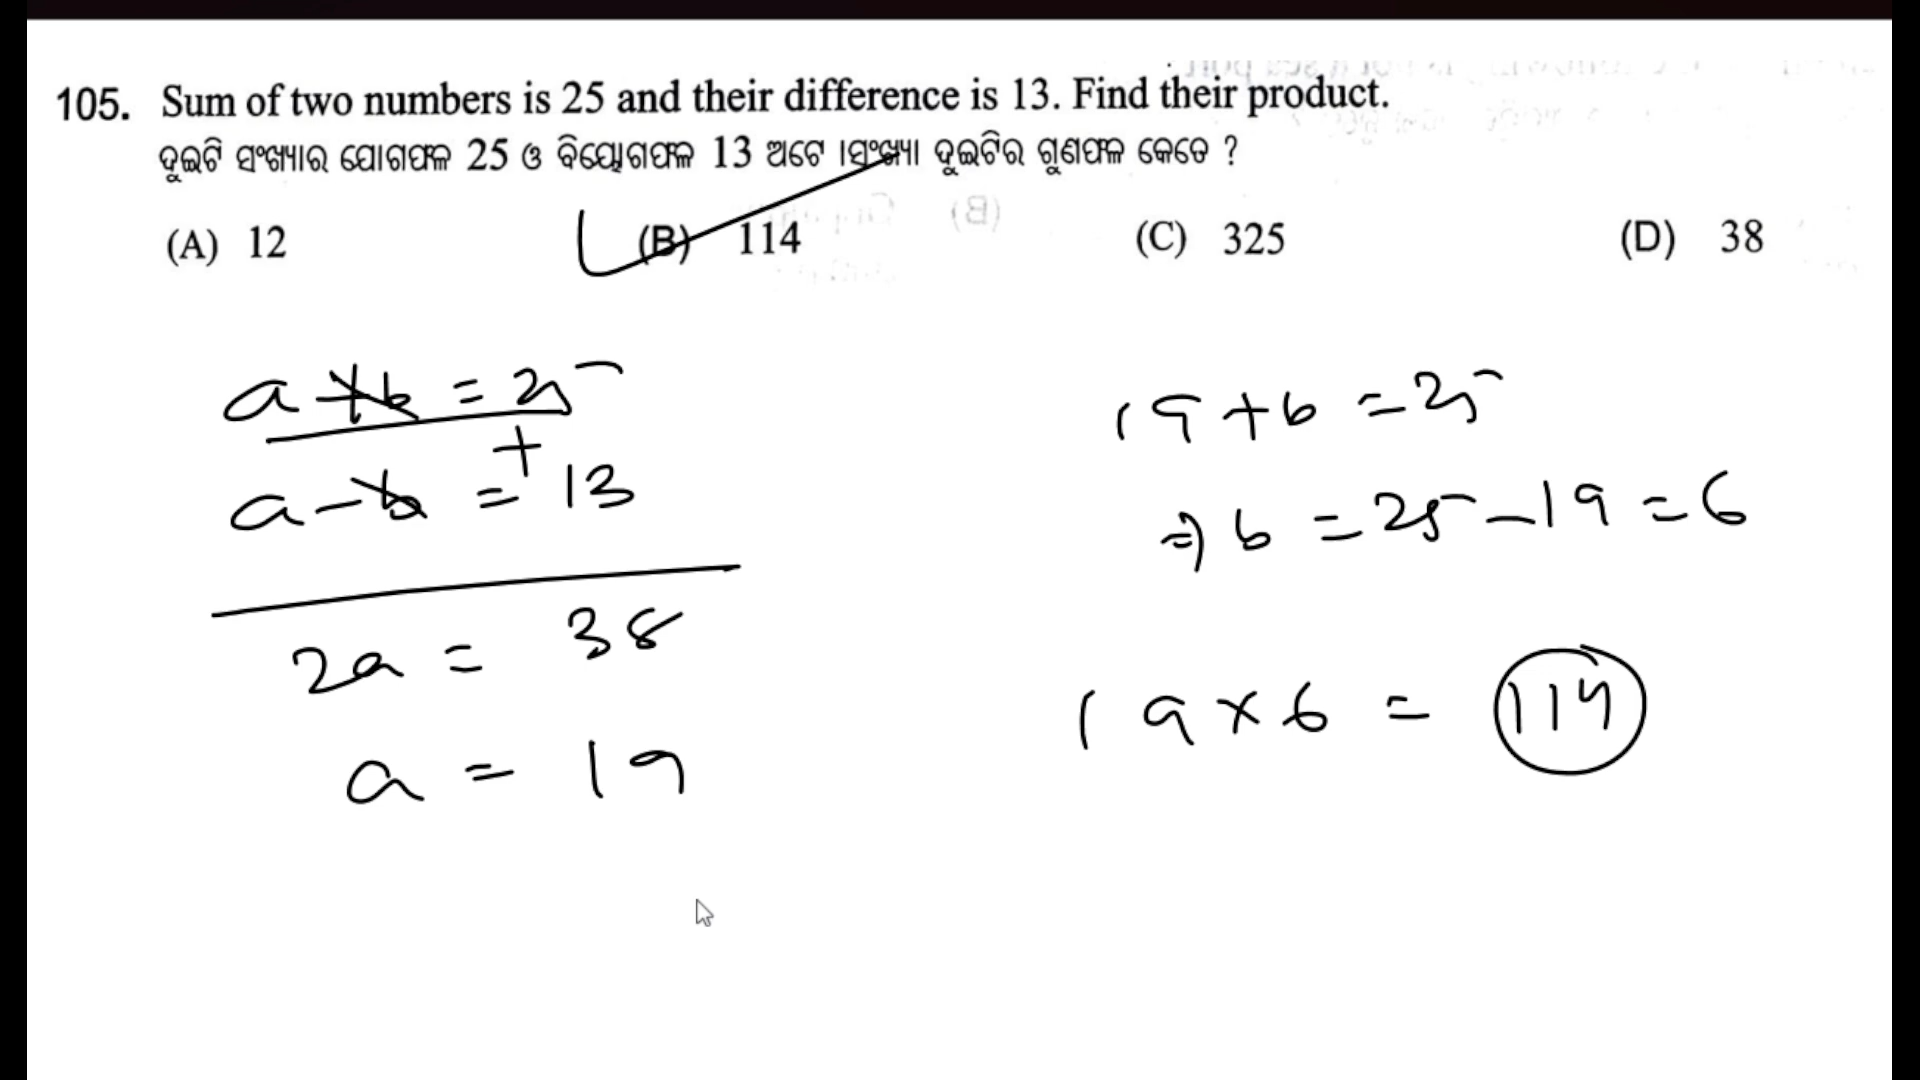 105. Sum of two numbers is 25 and their difference is 13. Find their product.
ଦୁଇଟି ସଂଖ୍ୟାର ଯୋଗଫଳ 25 ଓ ବିୟୋଗଫଳ 13 ଅଟେ ।ସଂଖ୍ୟା ଦୁଇଟିର ଗୁଣଫଳ କେତେ ?
(A) 12 (B) 114 (C) 325 (D) 38
a + b = 25
+
a - b = 13
2a = 38
a = 19
19 + b = 25
⇒ b = 25 - 19 = 6
19 × 6 = 114